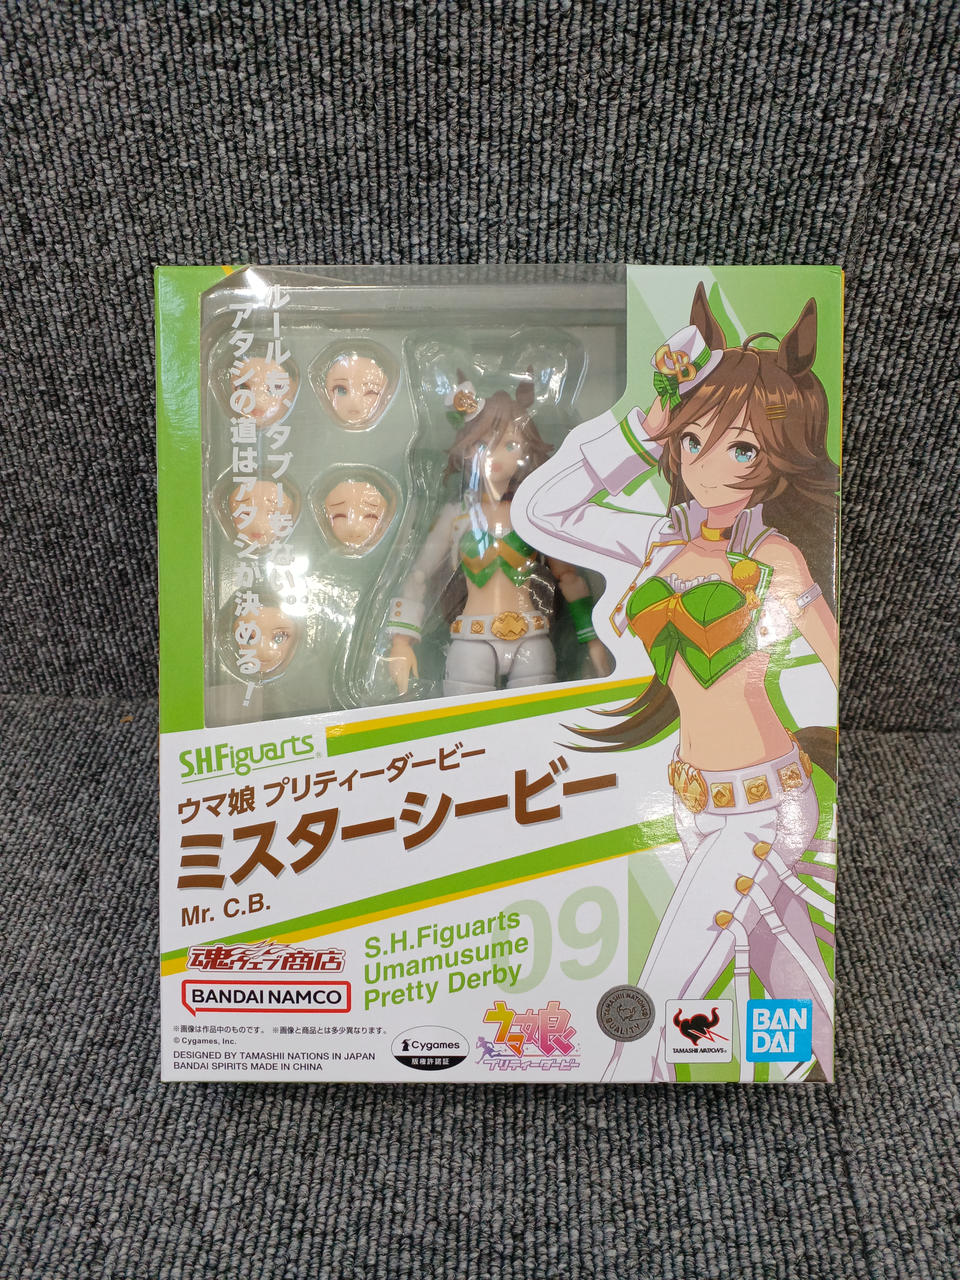 ルールも、タブーもない…
アタシの道はアタシが決める！
S.H.Figuarts
ウマ娘 プリティーダービー
ミスターシービー
Mr. C.B.
09
S.H.Figuarts
Umamusume
Pretty Derby
魂ウェブ商店
BANDAI NAMCO
※画像は作品中のものです。 ※画像と商品とは多少異なります。
© Cygames, Inc.
DESIGNED BY TAMASHII NATIONS IN JAPAN
BANDAI SPIRITS MADE IN CHINA
Cygames
版権許諾証
ウマ娘
プリティーダービー
TAMASHII NATIONS
QUALITY
TAMASHII NATIONS
BAN
DAI